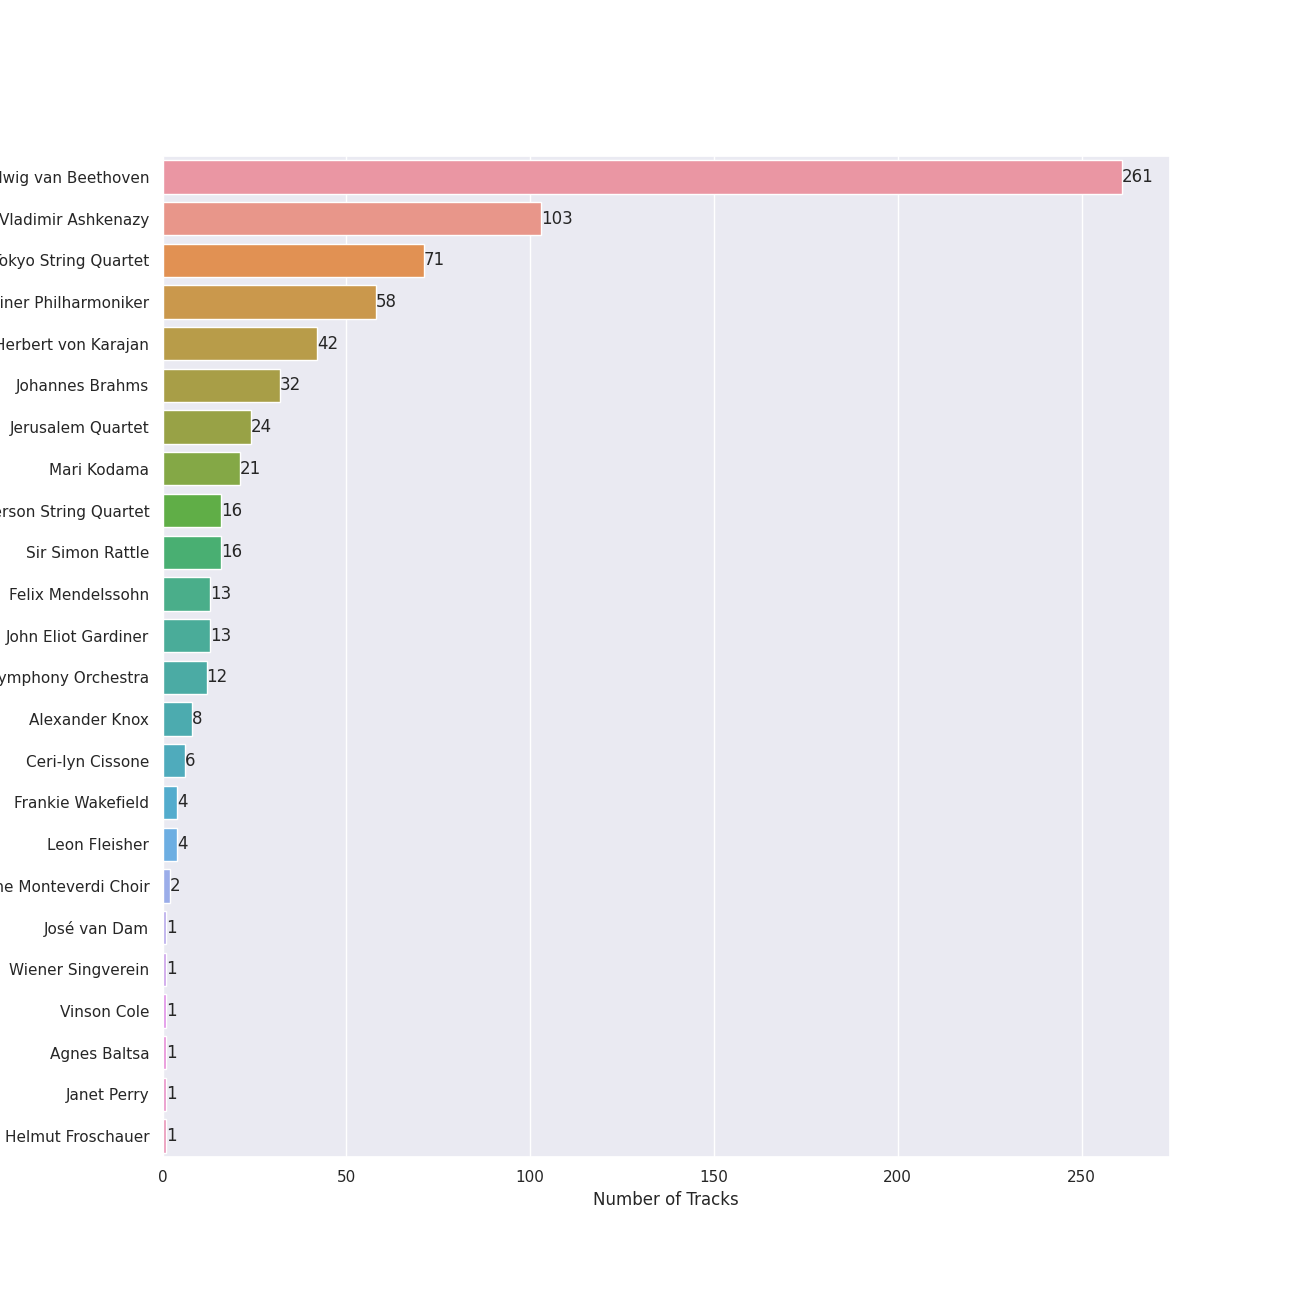 lwig van Beethoven 261
Vladimir Ashkenazy 103
okyo String Quartet 71
iner Philharmoniker 58
Herbert von Karajan 42
Johannes Brahms 32
Jerusalem Quartet 24
Mari Kodama 21
erson String Quartet 16
Sir Simon Rattle 16
Felix Mendelssohn 13
John Eliot Gardiner 13
ymphony Orchestra 12
Alexander Knox 8
Ceri-lyn Cissone 6
Frankie Wakefield 4
Leon Fleisher 4
ne Monteverdi Choir 2
José van Dam 1
Wiener Singverein 1
Vinson Cole 1
Agnes Baltsa 1
Janet Perry 1
Helmut Froschauer 1
0 50 100 150 200 250
Number of Tracks